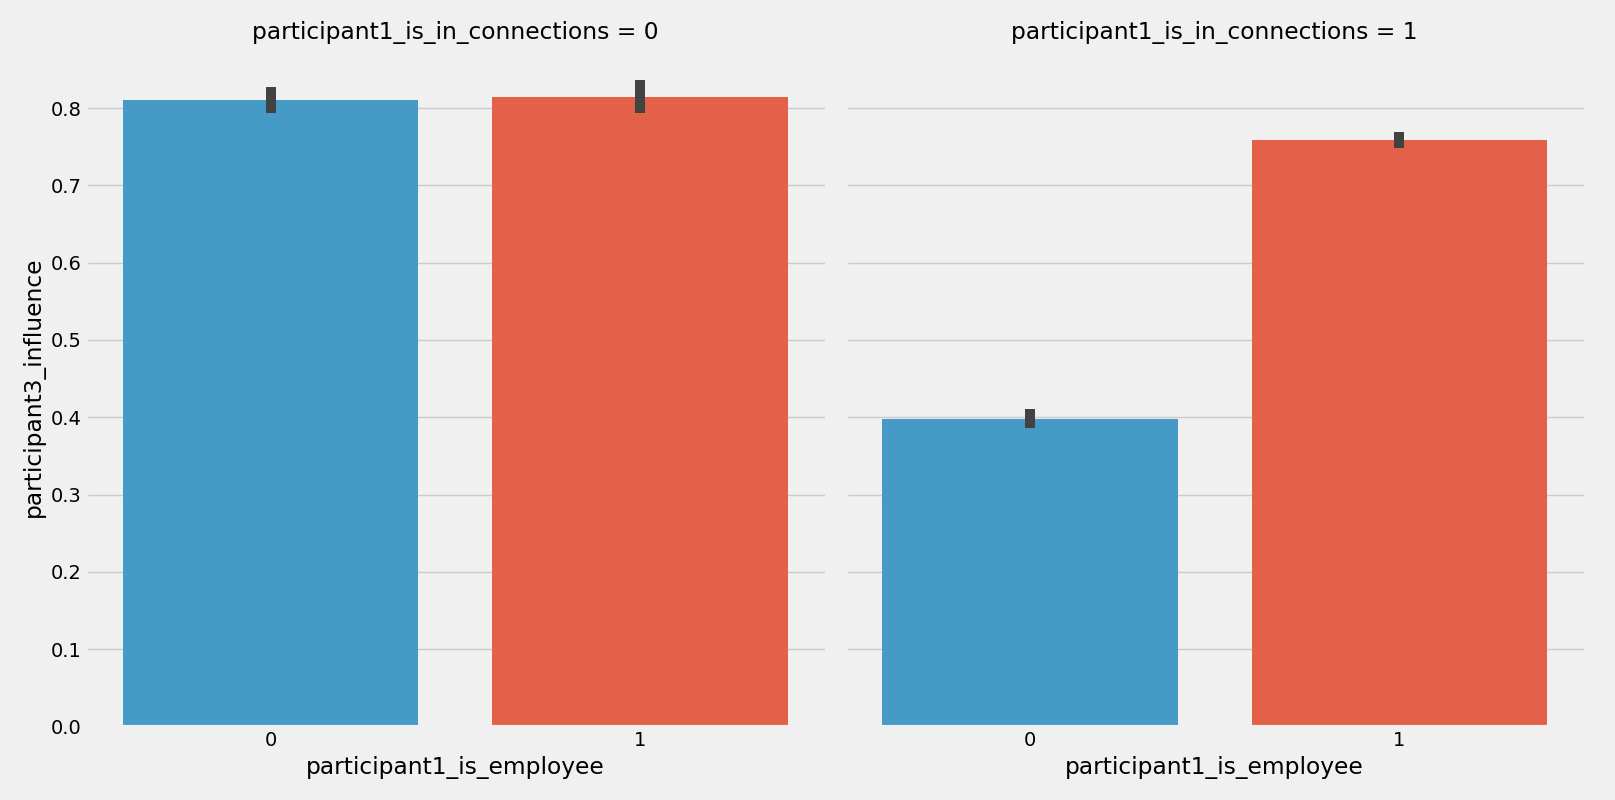 participant1_is_in_connections = 0
participant1_is_in_connections = 1
participant3_influence
0.8
0.7
0.6
0.5
0.4
0.3
0.2
0.1
0.0
0 1
0 1
participant1_is_employee
participant1_is_employee